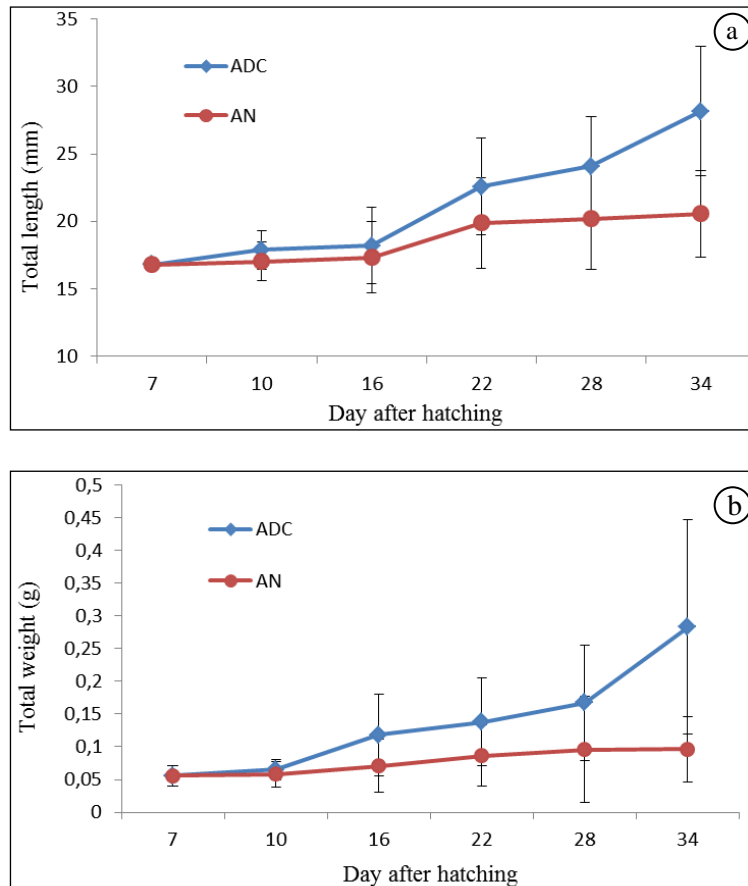 a
35
30
25
20
15
10
Total length (mm)
ADC
AN
7 10 16 22 28 34
Day after hatching
b
0,5
0,45
0,4
0,35
0,3
0,25
0,2
0,15
0,1
0,05
0
Total weight (g)
ADC
AN
7 10 16 22 28 34
Day after hatching